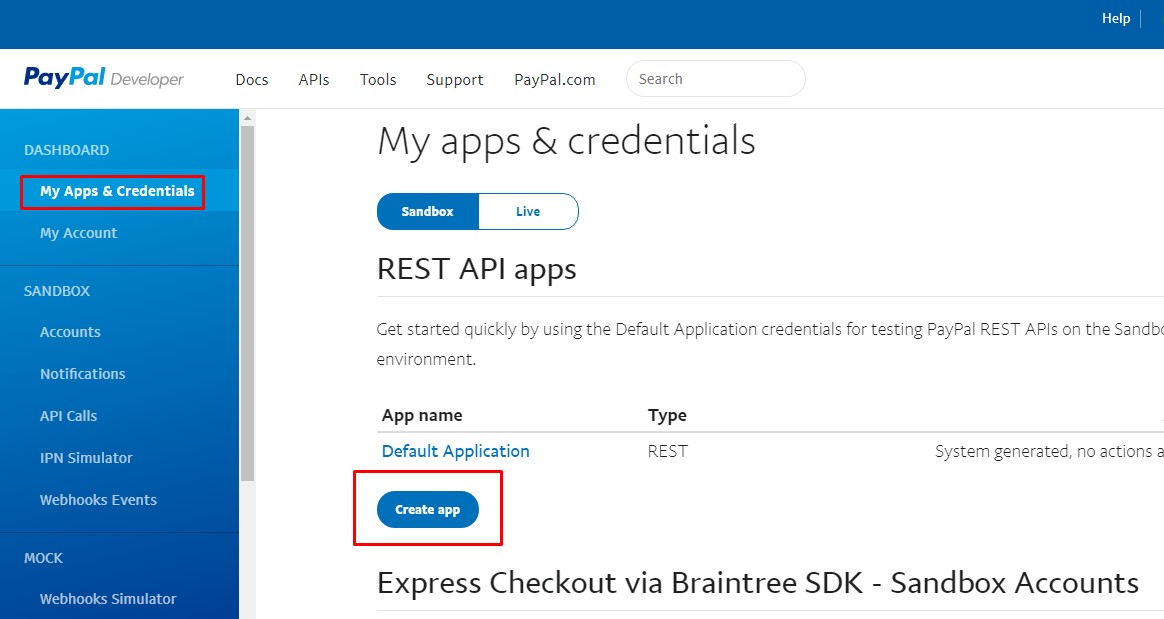 Help
PayPal Developer
Docs APIs Tools Support PayPal.com Search
DASHBOARD
My Apps & Credentials
My Account
SANDBOX
Accounts
Notifications
API Calls
IPN Simulator
Webhooks Events
MOCK
Webhooks Simulator
My apps & credentials
Sandbox Live
REST API apps
Get started quickly by using the Default Application credentials for testing PayPal REST APIs on the Sandbo
environment.
App name Type
Default Application REST System generated, no actions a
Create app
Express Checkout via Braintree SDK - Sandbox Accounts